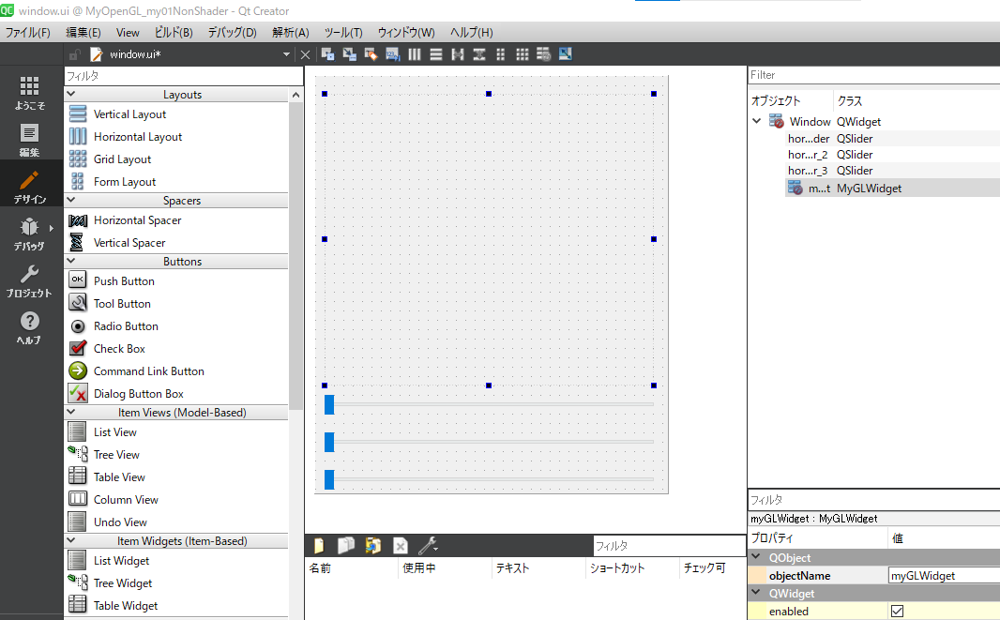 QC window.ui @ MyOpenGL_my01NonShader - Qt Creator
ファイル(F) 編集(E) View ビルド(B) デバッグ(D) 解析(A) ツール(T) ウィンドウ(W) ヘルプ(H)
window.ui*
ようこそ
編集
デザイン
デバッグ
プロジェクト
ヘルプ
フィルタ
Layouts
Vertical Layout
Horizontal Layout
Grid Layout
Form Layout
Spacers
Horizontal Spacer
Vertical Spacer
Buttons
OK Push Button
Tool Button
Radio Button
Check Box
Command Link Button
Dialog Button Box
Item Views (Model-Based)
List View
Tree View
Table View
Column View
Undo View
Item Widgets (Item-Based)
List Widget
Tree Widget
Table Widget
フィルタ
名前 使用中 テキスト ショートカット チェック可
Filter
オブジェクト クラス
Window QWidget
hor...der QSlider
hor...r_2 QSlider
hor...r_3 QSlider
m...t MyGLWidget
フィルタ
myGLWidget : MyGLWidget
プロパティ 値
QObject
objectName myGLWidget
QWidget
enabled